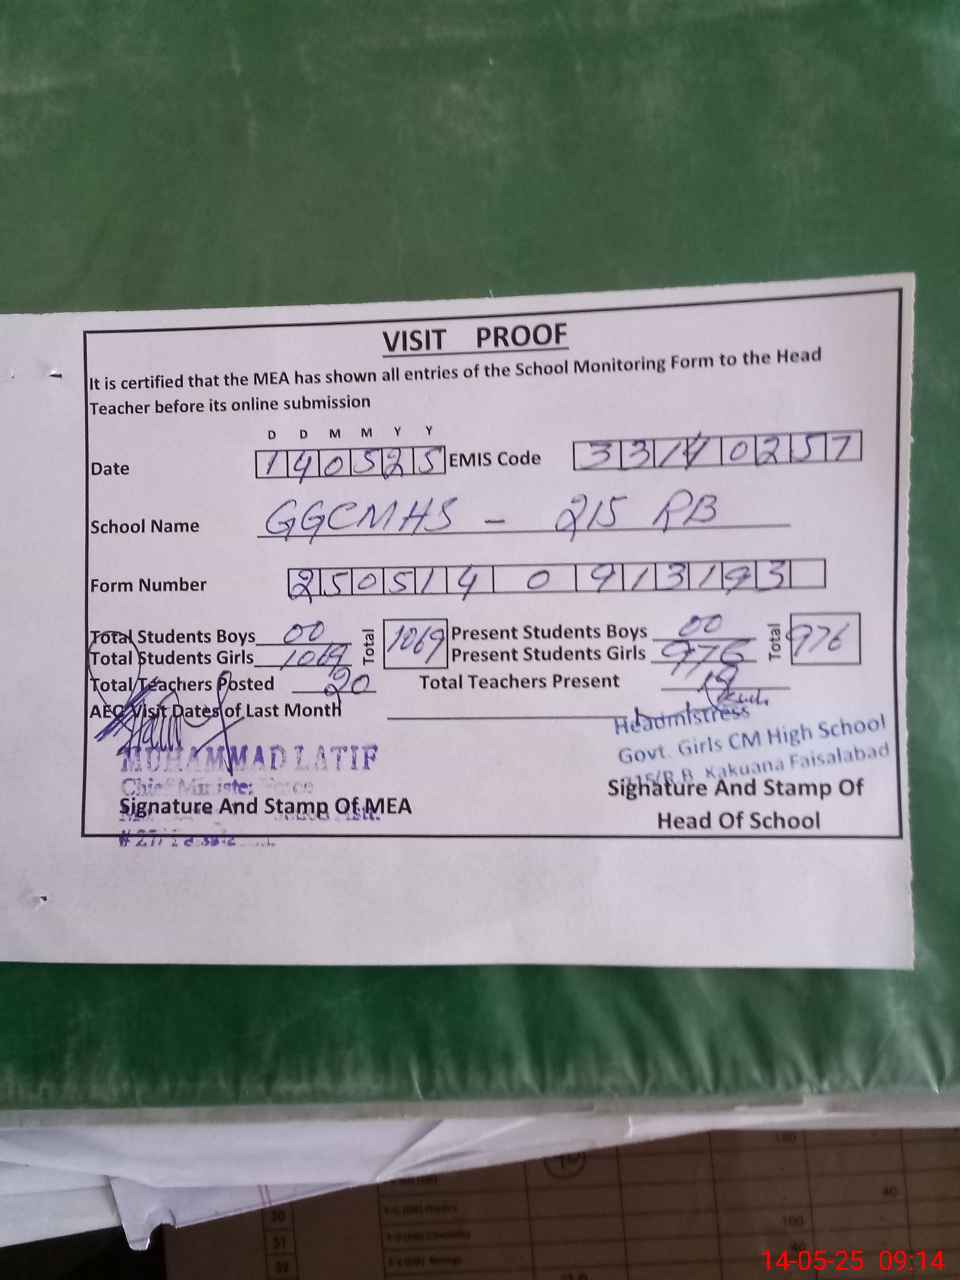 VISIT PROOF
It is certified that the MEA has shown all entries of the School Monitoring Form to the Head
Teacher before its online submission
D D M M Y Y
Date 140525 EMIS Code 33140257
School Name GGCMHS - 215 RB
Form Number 250514 0 913193
Total Students Boys 00 Total 1069 Present Students Boys 00 Total 976
Total Students Girls 1069 Present Students Girls 976
Total Teachers Posted 20 Total Teachers Present 18
AEO Visit Dates of Last Month
Headmistress
Govt. Girls CM High School
215/R.B. Kakuana Faisalabad
MUHAMMAD LATIF
Signature And Stamp Of MEA
Signature And Stamp Of
Head Of School
14-05-25 09:14